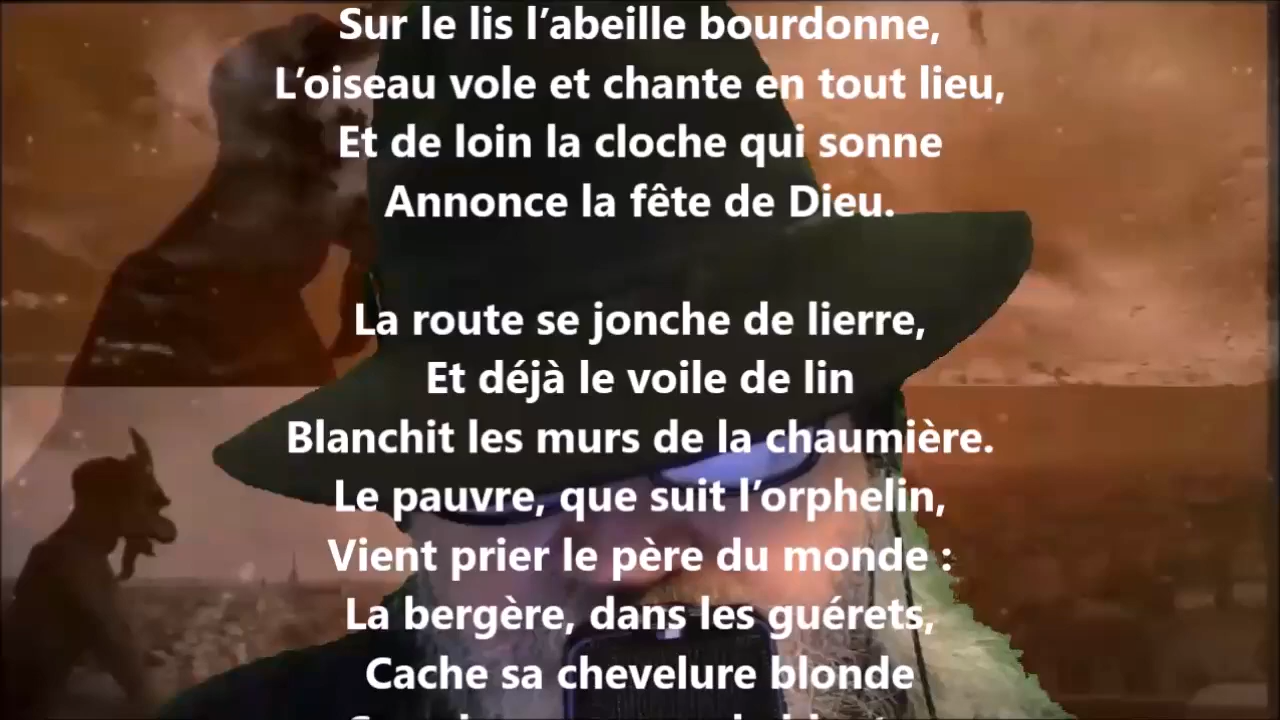 Sur le lis l’abeille bourdonne,
L’oiseau vole et chante en tout lieu,
Et de loin la cloche qui sonne
Annonce la fête de Dieu.
La route se jonche de lierre,
Et déjà le voile de lin
Blanchit les murs de la chaumière.
Le pauvre, que suit l’orphelin,
Vient prier le père du monde :
La bergère, dans les guérets,
Cache sa chevelure blonde